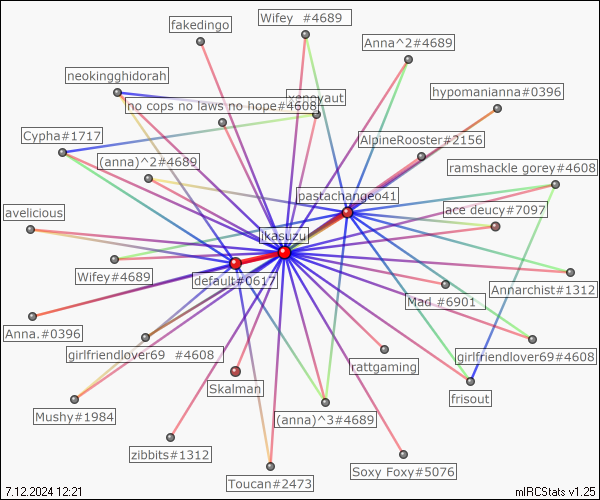 Wifey  #4689
fakedingo
Anna^2#4689
neokingghidorah
hypomanianna#0396
no cops no laws no hope#4608
Cypha#1717
AlpineRooster#2156
(anna)^2#4689
ramshackle gorey#4608
pastachangeo41
avelicious
ace deucy#7097
ikasuzu
Wifey#4689
default#0617
Annarchist#1312
Mad #6901
Anna.#0396
girlfriendlover69  #4608
girlfriendlover69#4608
rattgaming
Skalman
frisout
Mushy#1984
(anna)^3#4689
zibbits#1312
Soxy Foxy#5076
Toucan#2473
7.12.2024 12:21
mIRCStats v1.25